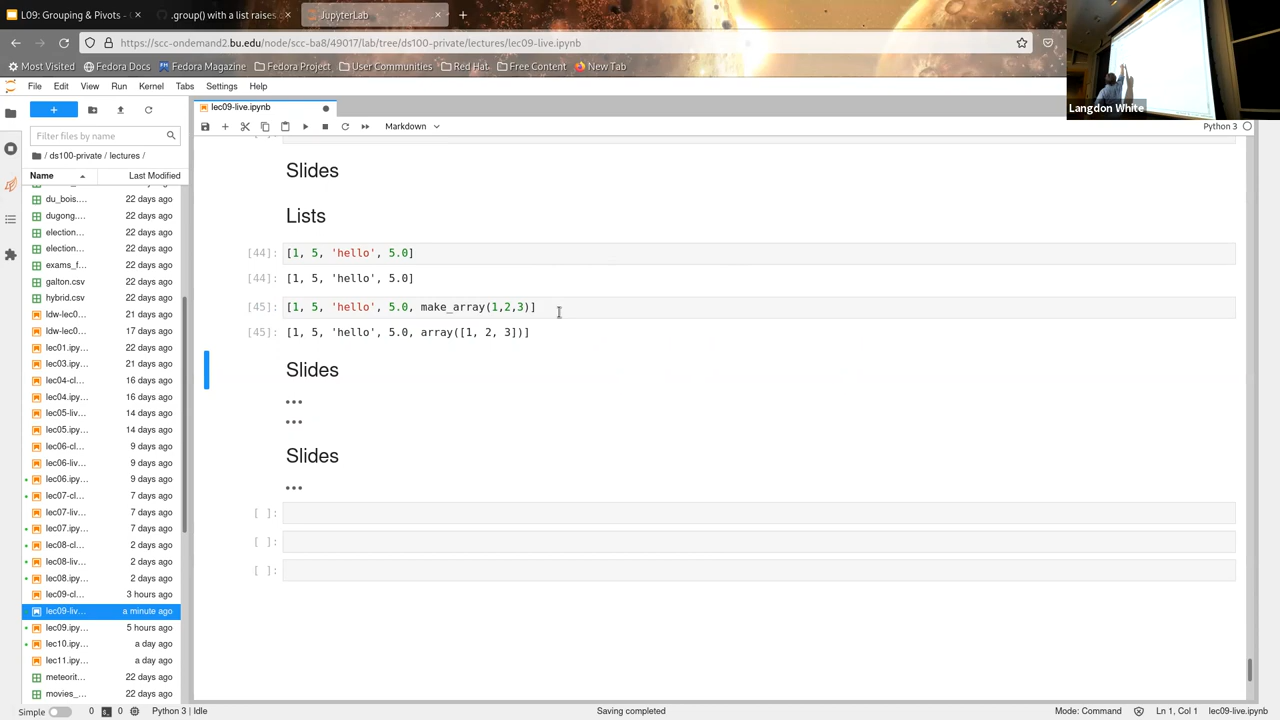 L09: Grouping & Pivots - 
.group() with a list raises
JupyterLab
https://scc-ondemand2.bu.edu/node/scc-ba8/49017/lab/tree/ds100-private/lectures/lec09-live.ipynb
Most Visited
Fedora Docs
Fedora Magazine
Fedora Project
User Communities
Red Hat
Free Content
New Tab
Langdon White
File Edit View Run Kernel Tabs Settings Help
lec09-live.ipynb
Filter files by name
Markdown
Python 3
/ ds100-private / lectures /
Name Last Modified
du_bois.... 22 days ago
dugong.... 22 days ago
election... 22 days ago
election... 22 days ago
exams_f... 22 days ago
galton.csv 22 days ago
hybrid.csv 22 days ago
ldw-lec0... 21 days ago
ldw-lec0... 17 days ago
lec01.ipy... 22 days ago
lec03.ipy... 21 days ago
lec04-cl... 16 days ago
lec04.ipy... 16 days ago
lec05-liv... 14 days ago
lec05.ipy... 14 days ago
lec06-cl... 9 days ago
lec06-liv... 9 days ago
lec06.ipy... 9 days ago
lec07-cl... 7 days ago
lec07-liv... 7 days ago
lec07.ipy... 7 days ago
lec08-cl... 2 days ago
lec08-liv... 2 days ago
lec08.ipy... 2 days ago
lec09-cl... 3 hours ago
lec09-liv... a minute ago
lec09.ipy... 5 hours ago
lec10.ipy... a day ago
lec11.ipy... a day ago
meteorit... 22 days ago
movies_... 22 days ago
Slides
Lists
[44]: [1, 5, 'hello', 5.0]
[44]: [1, 5, 'hello', 5.0]
[45]: [1, 5, 'hello', 5.0, make_array(1,2,3)]
[45]: [1, 5, 'hello', 5.0, array([1, 2, 3])]
Slides
•••
•••
Slides
•••
[ ]:
[ ]:
[ ]:
Simple 0 0 Python 3 | Idle Saving completed Mode: Command Ln 1, Col 1 lec09-live.ipynb